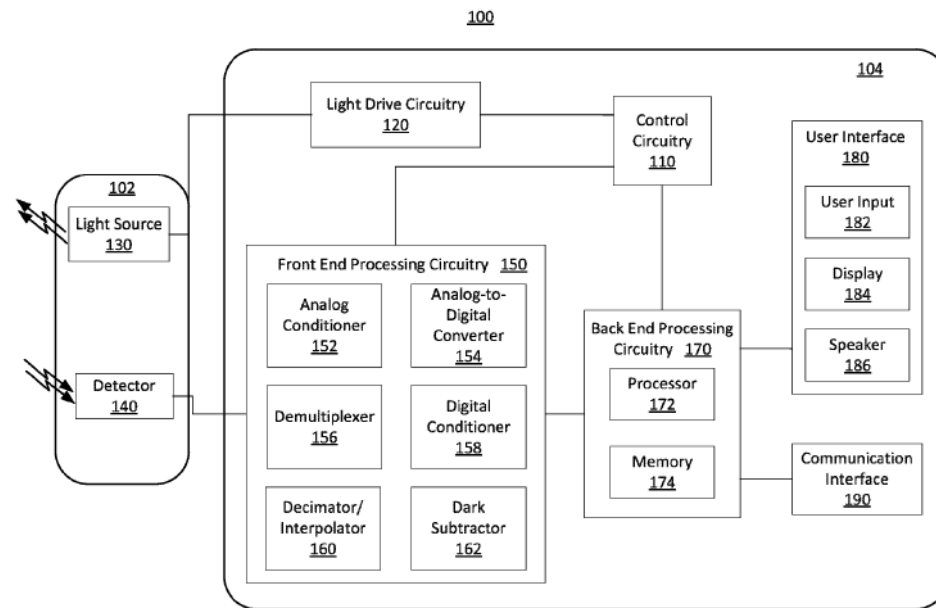 100
104
Light Drive Circuitry
120
Control
Circuitry
110
User Interface
180
User Input
182
Display
184
Speaker
186
102
Light Source
130
Detector
140
Front End Processing Circuitry 150
Analog
Conditioner
152
Analog-to-
Digital
Converter
154
Demultiplexer
156
Digital
Conditioner
158
Decimator/
Interpolator
160
Dark
Subtractor
162
Back End Processing
Circuitry 170
Processor
172
Memory
174
Communication
Interface
190